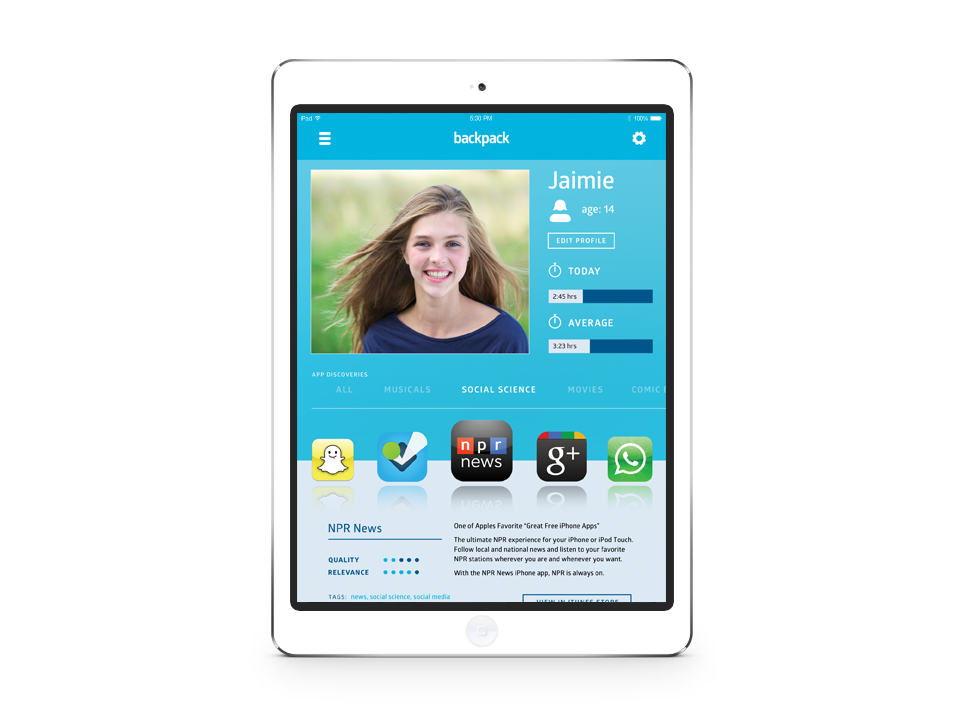 iPad 5:00 PM 100%
backpack
Jaimie
age: 14
EDIT PROFILE
TODAY
2:45 hrs
AVERAGE
3:23 hrs
APP DISCOVERIES
ALL MUSICALS SOCIAL SCIENCE MOVIES COMIC
npr
news
g+
NPR News
QUALITY
RELEVANCE
TAGS: news, social science, social media
One of Apples Favorite “Great Free iPhone Apps”
The ultimate NPR experience for your iPhone or iPod Touch.
Follow local and national news and listen to your favorite
NPR stations wherever you are and whenever you want.
With the NPR News iPhone app, NPR is always on.
VIEW IN ITUNES STORE